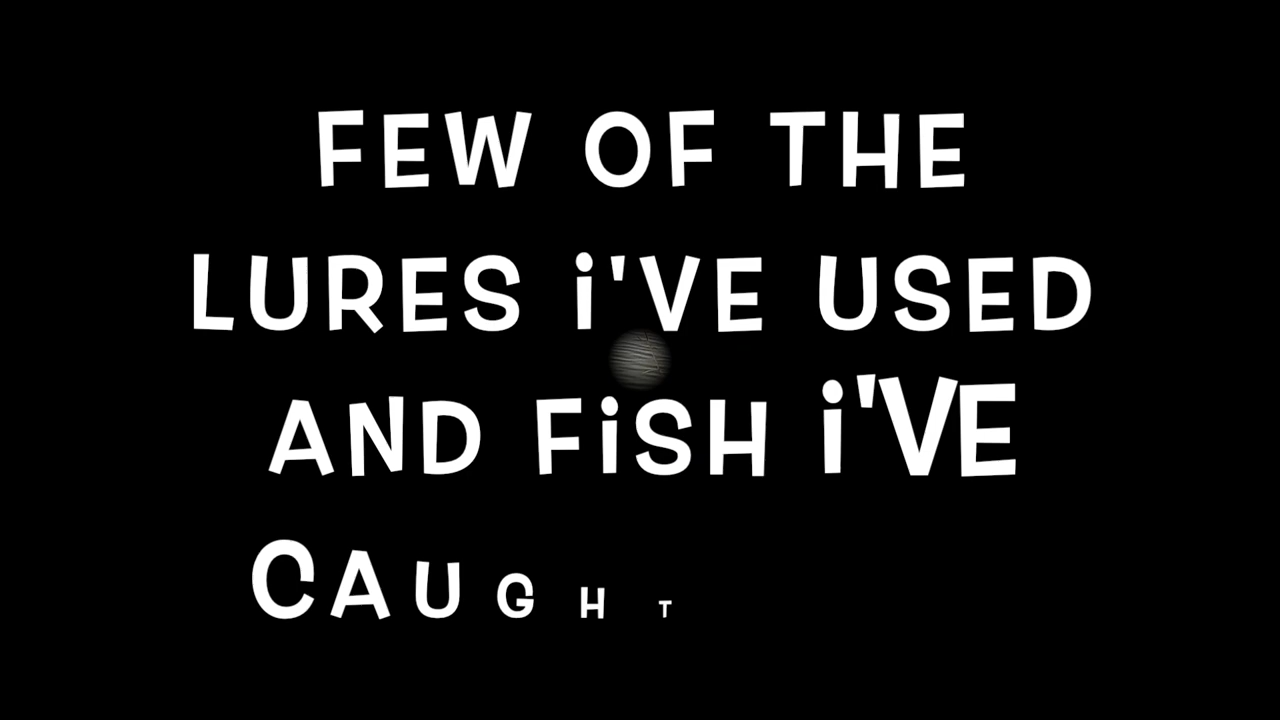 FEW OF THE
LURES i'VE USED
AND FiSH i'VE
CAUGHT